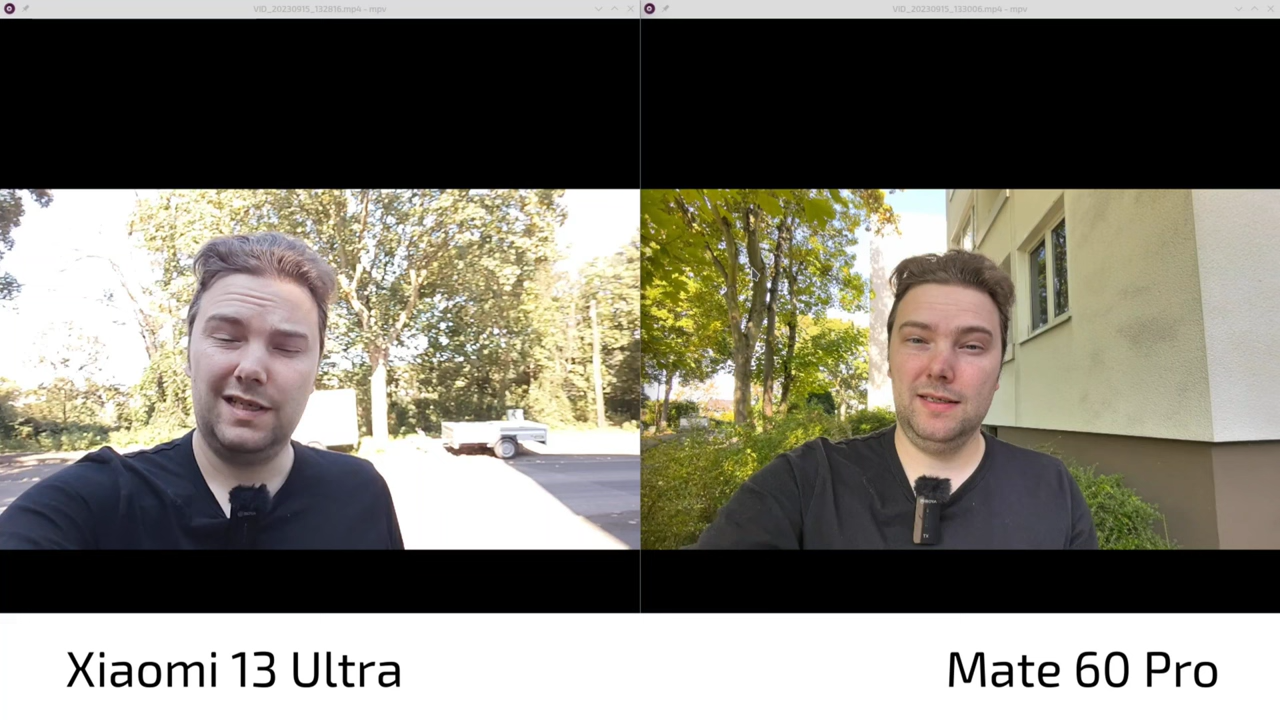 VID_20230915_132816.mp4 - mpv
VID_20230915_133006.mp4 - mpv
Xiaomi 13 Ultra
Mate 60 Pro